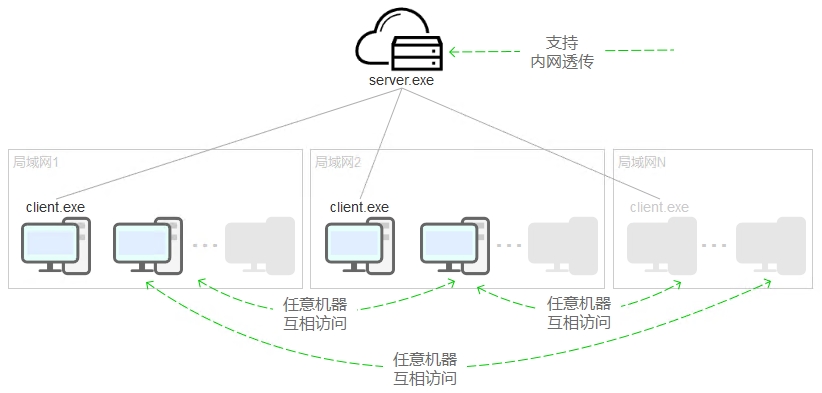 支持
内网透传
server.exe
局域网1
局域网2
局域网N
client.exe
client.exe
client.exe
任意机器
互相访问
任意机器
互相访问
任意机器
互相访问